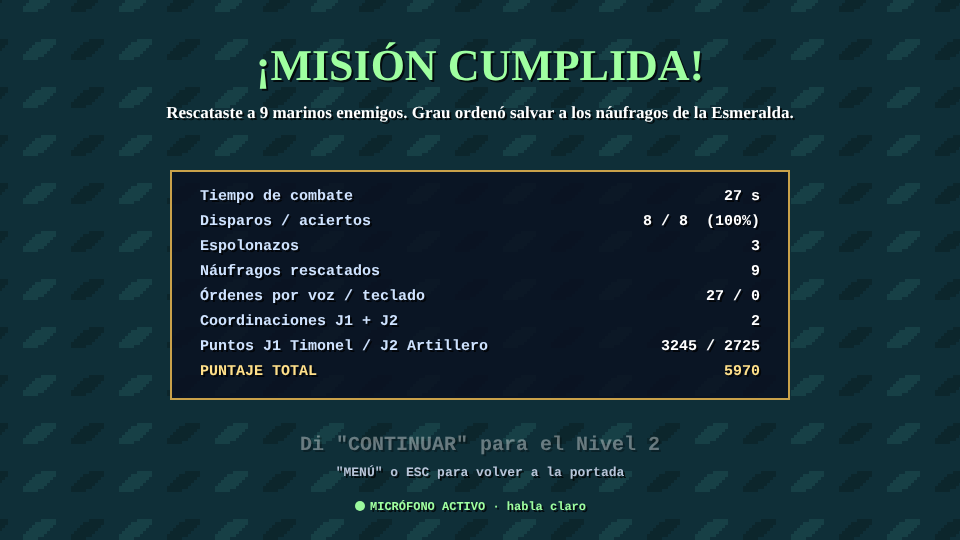 ¡MISIÓN CUMPLIDA!
Rescataste a 9 marinos enemigos. Grau ordenó salvar a los náufragos de la Esmeralda.
Tiempo de combate 27 s
Disparos / aciertos 8 / 8 (100%)
Espolonazos 3
Náufragos rescatados 9
Órdenes por voz / teclado 27 / 0
Coordinaciones J1 + J2 2
Puntos J1 Timonel / J2 Artillero 3245 / 2725
PUNTAJE TOTAL 5970
Di "CONTINUAR" para el Nivel 2
"MENÚ" o ESC para volver a la portada
MICRÓFONO ACTIVO · habla claro